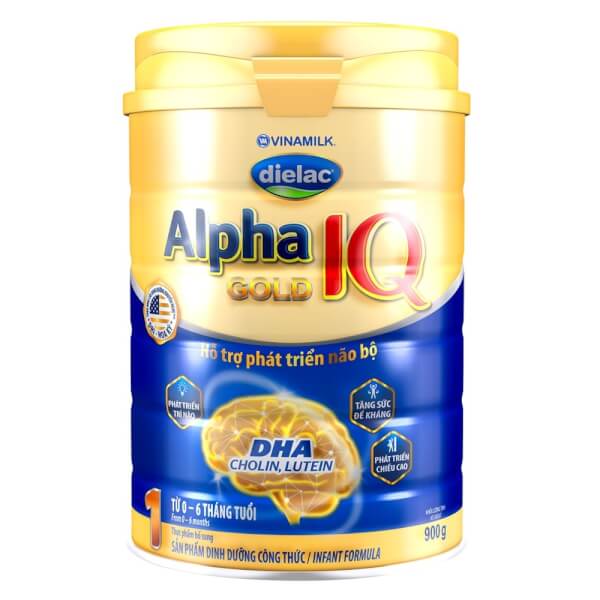 VINAMILK
dielac
Alpha IQ
GOLD
Hỗ trợ phát triển não bộ
PHÁT TRIỂN
TRÍ NÃO
TĂNG SỨC
ĐỀ KHÁNG
DHA
CHOLIN, LUTEIN
PHÁT TRIỂN
CHIỀU CAO
1
TỪ 0 – 6 THÁNG TUỔI
From 0 – 6 months
Thực phẩm bổ sung
SẢN PHẨM DINH DƯỠNG CÔNG THỨC / INFANT FORMULA
900g